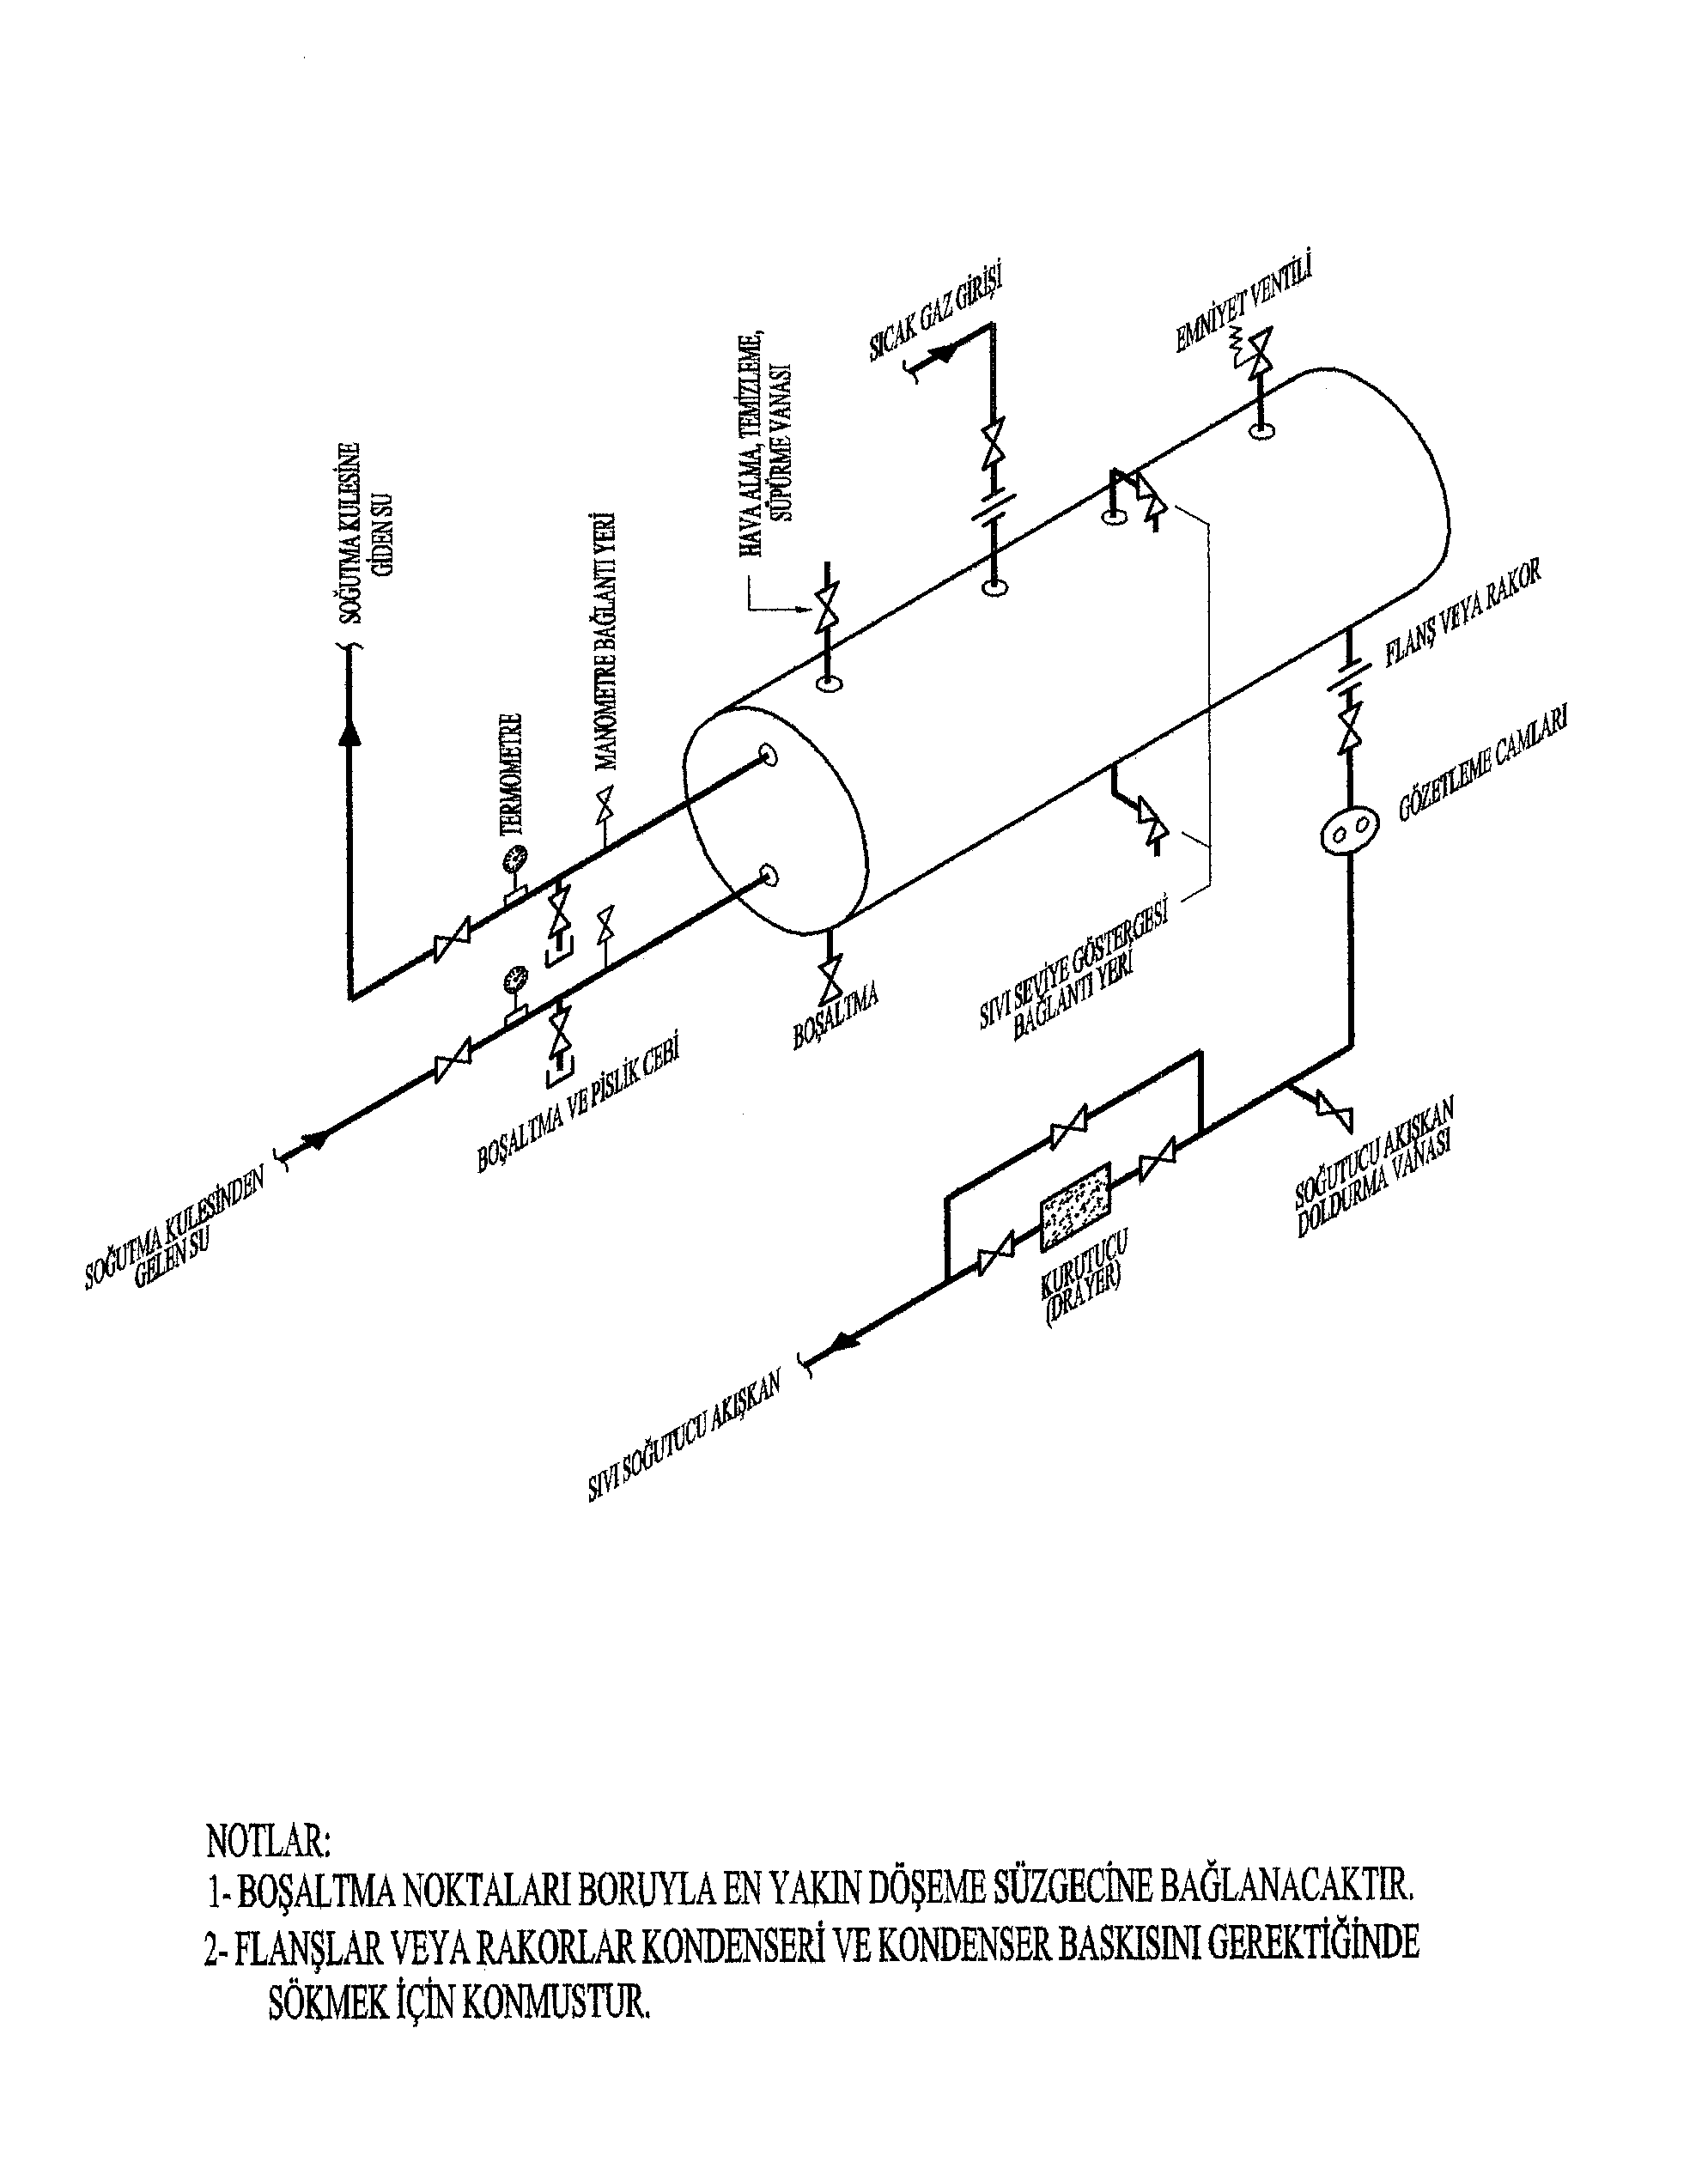 SICAK GAZ GİRİŞİ
EMNİYET VENTİLİ
HAVA ALMA, TEMİZLEME,
SÜPÜRME VANASI
SOĞUTMA KULESİNE
GİDEN SU
MANOMETRE BAĞLANTI YERİ
TERMOMETRE
FLANŞ VEYA RAKOR
GÖZETLEME CAMLARI
SIVI SEVİYE GÖSTERGESİ
BAĞLANTI YERİ
BOŞALTMA
BOŞALTMA VE PİSLİK CEBİ
SOĞUTMA KULESİNDEN
GELEN SU
SOĞUTUCU AKIŞKAN
DOLDURMA VANASI
KURUTUCU
(DRAYER)
SIVI SOĞUTUCU AKIŞKAN
NOTLAR:
1- BOŞALTMA NOKTALARI BORUYLA EN YAKIN DÖŞEME SÜZGECİNE BAĞLANACAKTIR.
2- FLANŞLAR VEYA RAKORLAR KONDENSERİ VE KONDENSER BASKISINI GEREKTİĞİNDE
SÖKMEK İÇİN KONMUSTUR.